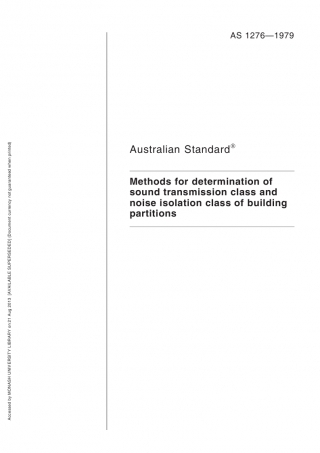 AS 1276—1979
Australian Standard®
Methods for determination of
sound transmission class and
noise isolation class of building
partitions
Accessed by MONASH UNIVERSITY LIBRARY on 21 Aug 2013 [AVAILABLE SUPERSEDED] [Document currency not guaranteed when printed]